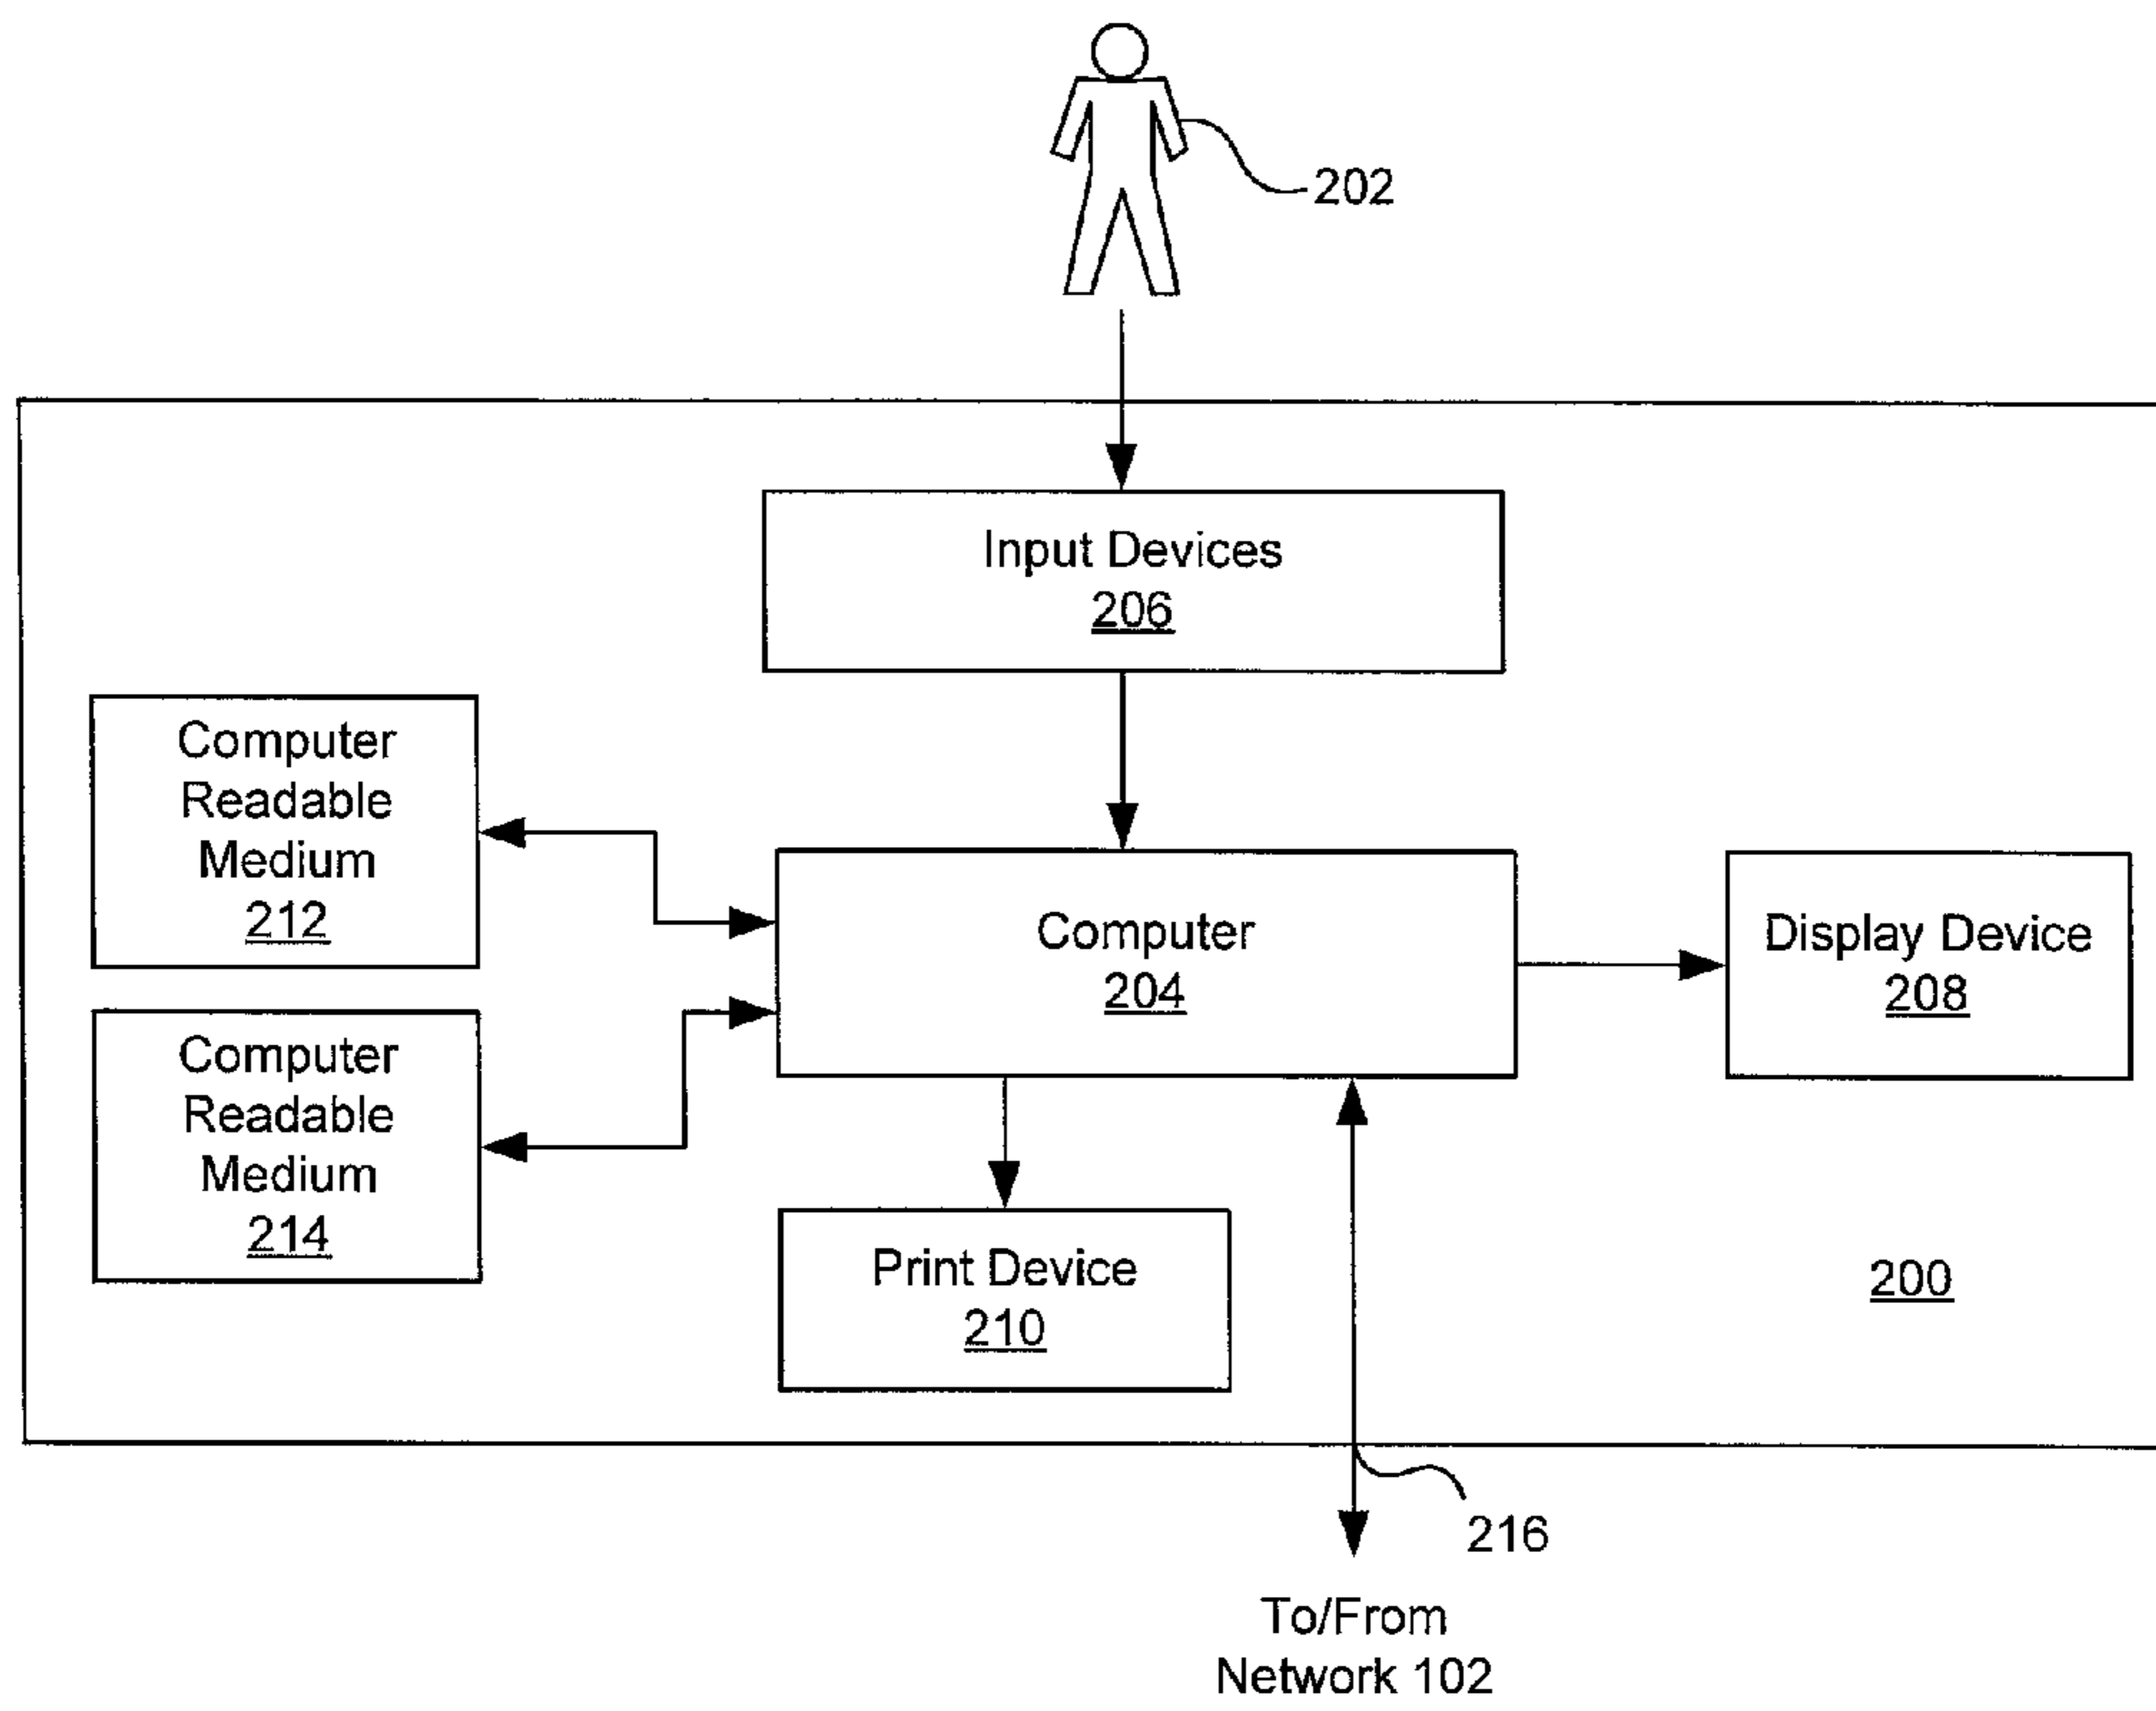 202
Input Devices
206
Computer
Readable
Medium
212
Computer
204
Display Device
208
Computer
Readable
Medium
214
Print Device
210
200
216
To/From
Network 102